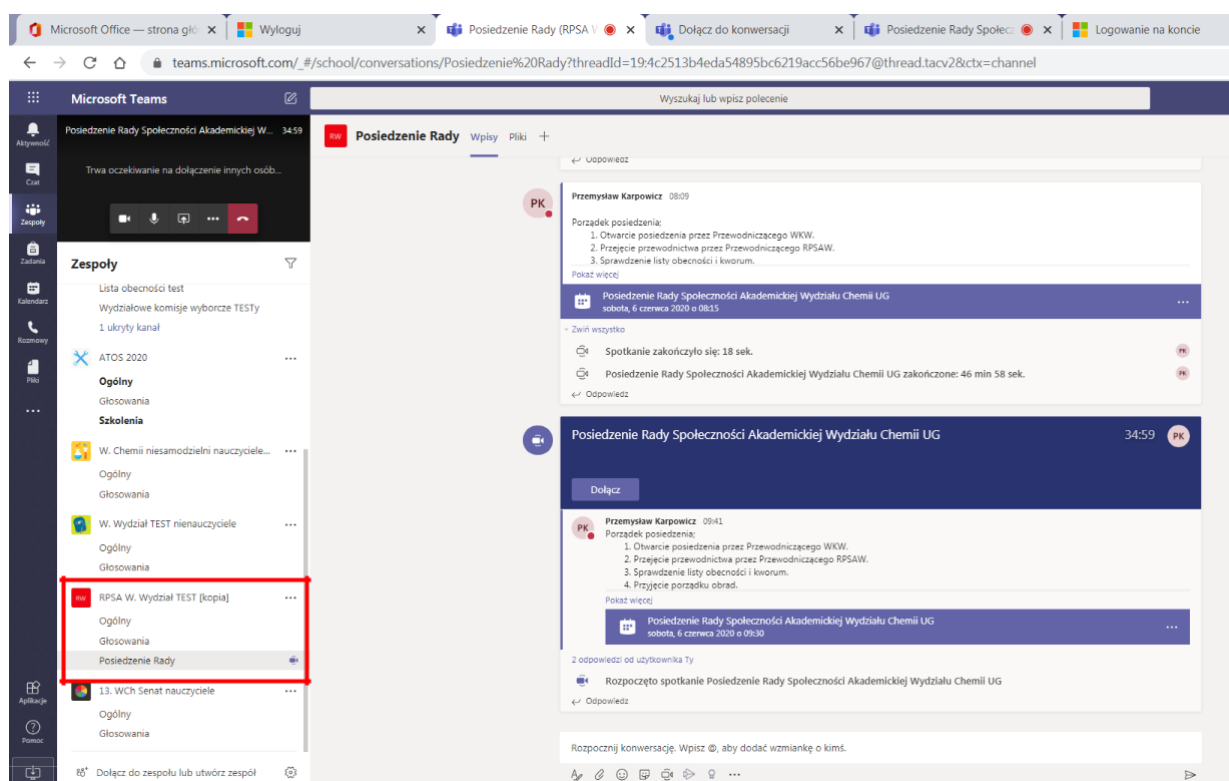 Microsoft Office — strona głó
Wyloguj
Posiedzenie Rady (RPSA W
Dołącz do konwersacji
Posiedzenie Rady Społec
Logowanie na koncie
teams.microsoft.com/_#/school/conversations/Posiedzenie%20Rady?threadId=19:4c2513b4eda54895bc6219acc56be967@thread.tacv2&ctx=channel
Microsoft Teams
Wyszukaj lub wpisz polecenie
Aktywność
Czat
Zespoły
Zadania
Kalendarz
Rozmowy
Pliki
Aplikacje
Pomoc
Posiedzenie Rady Społeczności Akademickiej W... 34:59
Trwa oczekiwanie na dołączenie innych osób...
Zespoły
Lista obecności test
Wydziałowe komisje wyborcze TESTy
1 ukryty kanał
ATOS 2020
Ogólny
Głosowania
Szkolenia
W. Chemii niesamodzielni nauczyciele...
Ogólny
Głosowania
W. Wydział TEST nienauczyciele
Ogólny
Głosowania
RW RPSA W. Wydział TEST [kopia]
Ogólny
Głosowania
Posiedzenie Rady
13. WCh Senat nauczyciele
Ogólny
Głosowania
Dołącz do zespołu lub utwórz zespół
RW Posiedzenie Rady Wpisy Pliki
Odpowiedz
PK
Przemysław Karpowicz 08:09
Porządek posiedzenia;
1. Otwarcie posiedzenia przez Przewodniczącego WKW.
2. Przejęcie przewodnictwa przez Przewodniczącego RPSAW.
3. Sprawdzenie listy obecności i kworum.
Pokaż więcej
Posiedzenie Rady Społeczności Akademickiej Wydziału Chemii UG
sobota, 6 czerwca 2020 o 08:15
Zwiń wszystko
Spotkanie zakończyło się: 18 sek. PK
Posiedzenie Rady Społeczności Akademickiej Wydziału Chemii UG zakończone: 46 min 58 sek. PK
Odpowiedz
Posiedzenie Rady Społeczności Akademickiej Wydziału Chemii UG 34:59 PK
Dołącz
PK
Przemysław Karpowicz 09:41
Porządek posiedzenia;
1. Otwarcie posiedzenia przez Przewodniczącego WKW.
2. Przejęcie przewodnictwa przez Przewodniczącego RPSAW.
3. Sprawdzenie listy obecności i kworum.
4. Przyjęcie porządku obrad.
Pokaż więcej
Posiedzenie Rady Społeczności Akademickiej Wydziału Chemii UG
sobota, 6 czerwca 2020 o 09:30
2 odpowiedzi od użytkownika Ty
Rozpoczęto spotkanie Posiedzenie Rady Społeczności Akademickiej Wydziału Chemii UG
Odpowiedz
Rozpocznij konwersację. Wpisz @, aby dodać wzmiankę o kimś.